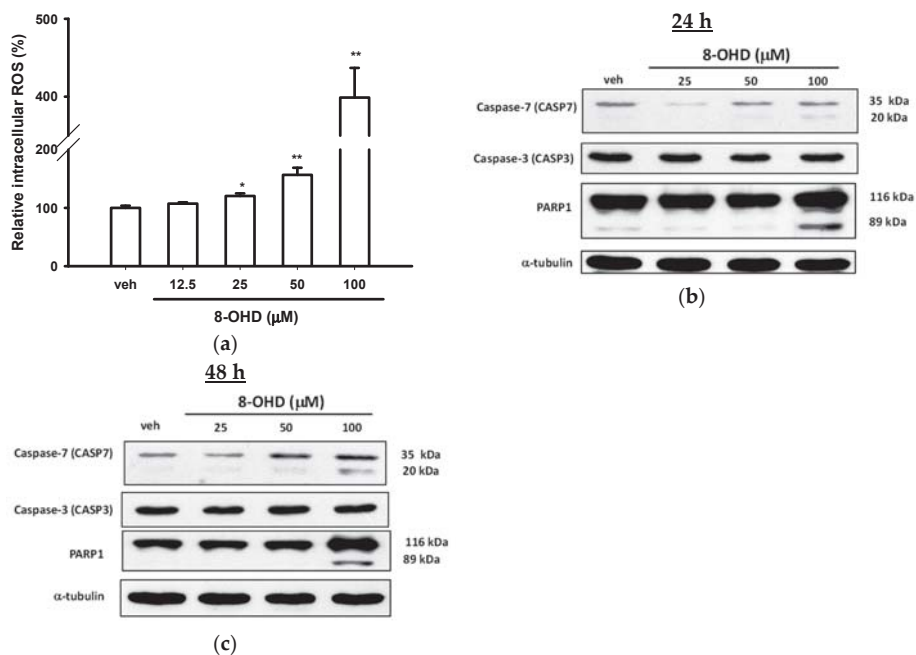 Relative intracellular ROS (%)
500
400
200
100
0
*
**
**
veh 12.5 25 50 100
8-OHD (μM)
(a)
24 h
8-OHD (μM)
veh 25 50 100
Caspase-7 (CASP7) 35 kDa
20 kDa
Caspase-3 (CASP3)
PARP1 116 kDa
89 kDa
α-tubulin
(b)
48 h
8-OHD (μM)
veh 25 50 100
Caspase-7 (CASP7) 35 kDa
20 kDa
Caspase-3 (CASP3)
PARP1 116 kDa
89 kDa
α-tubulin
(c)